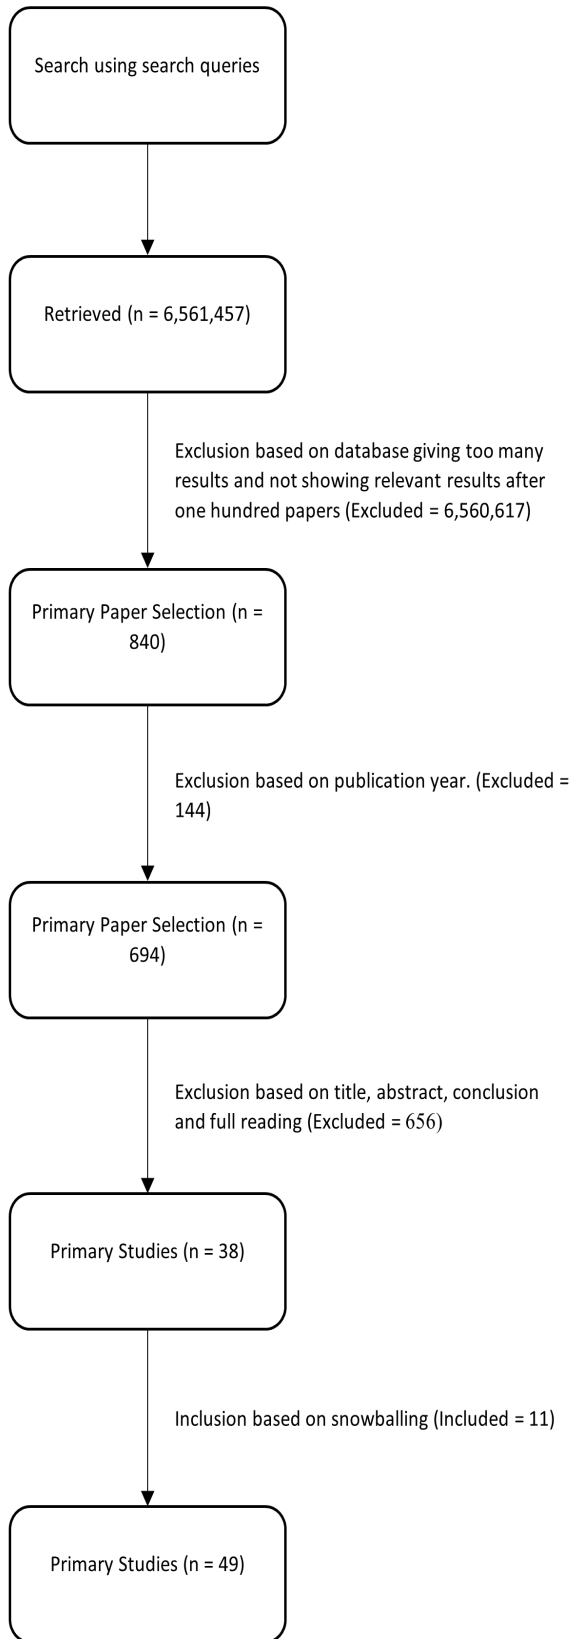 Search using search queries
Retrieved (n = 6,561,457)
Exclusion based on database giving too many
results and not showing relevant results after
one hundred papers (Excluded = 6,560,617)
Primary Paper Selection (n =
840)
Exclusion based on publication year. (Excluded =
144)
Primary Paper Selection (n =
694)
Exclusion based on title, abstract, conclusion
and full reading (Excluded = 656)
Primary Studies (n = 38)
Inclusion based on snowballing (Included = 11)
Primary Studies (n = 49)